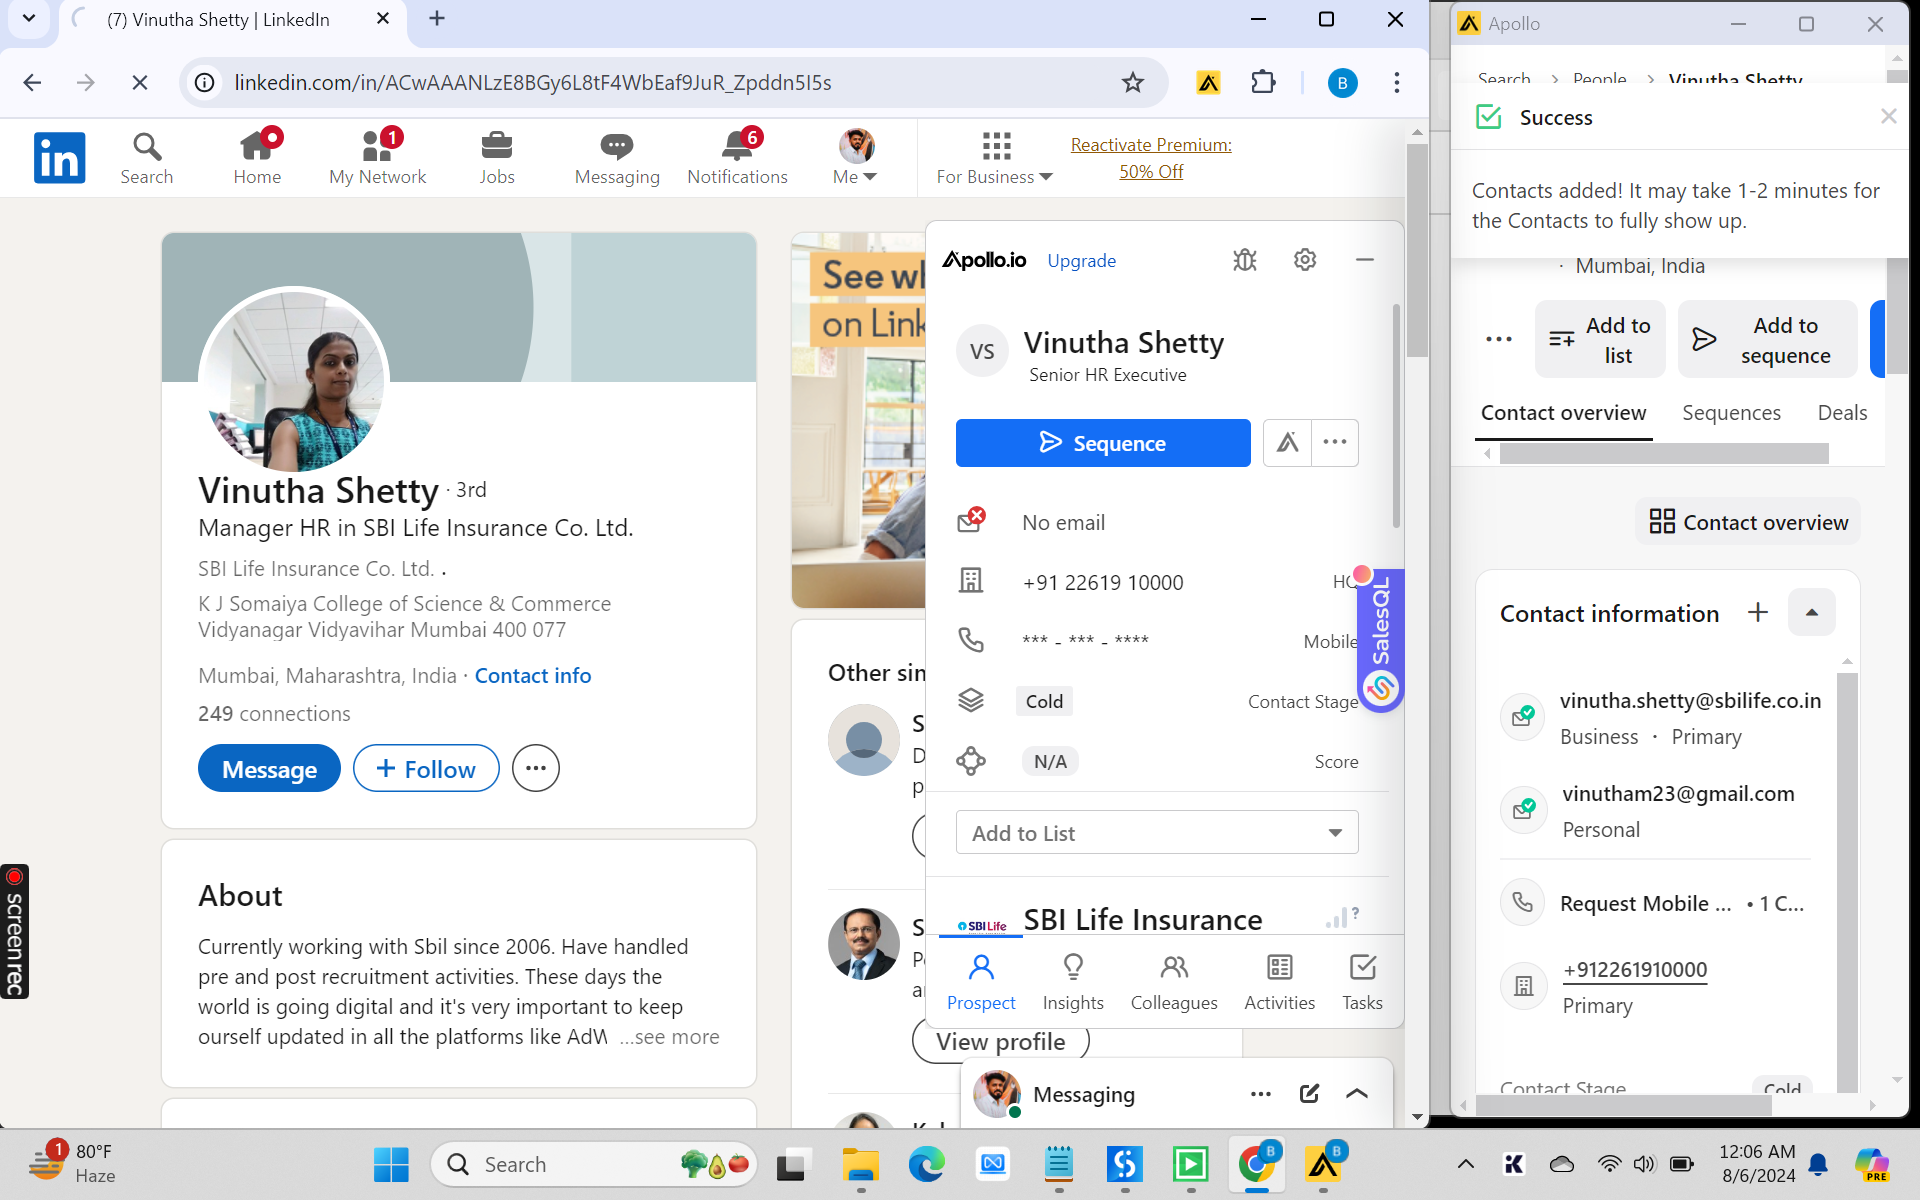 (7) Vinutha Shetty | LinkedIn
linkedin.com/in/ACwAAANLzE8BGy6L8tF4WbEaf9JuR_Zpddn5I5s
B
in
Search
Home
1
My Network
Jobs
Messaging
6
Notifications
Me
For Business
Reactivate Premium:
50% Off
Vinutha Shetty · 3rd
Manager HR in SBI Life Insurance Co. Ltd.
SBI Life Insurance Co. Ltd. .
K J Somaiya College of Science & Commerce
Vidyanagar Vidyavihar Mumbai 400 077
Mumbai, Maharashtra, India · Contact info
249 connections
Message
+ Follow
About
Currently working with Sbil since 2006. Have handled
pre and post recruitment activities. These days the
world is going digital and it's very important to keep
ourself updated in all the platforms like AdW ...see more
screenrec
See wh
on Link
Other sim
S
D
p
S
Pe
ar
View profile
Messaging
Apollo.io
Upgrade
VS
Vinutha Shetty
Senior HR Executive
Sequence
No email
+91 22619 10000
HQ
*** - *** - ****
Mobile
Cold
Contact Stage
N/A
Score
SalesQL
Add to List
SBI Life
SBI Life Insurance
?
Prospect
Insights
Colleagues
Activities
Tasks
Apollo
Search > People > Vinutha Shetty
Success
Contacts added! It may take 1-2 minutes for
the Contacts to fully show up.
· Mumbai, India
Add to
list
Add to
sequence
Contact overview
Sequences
Deals
Contact overview
Contact information
vinutha.shetty@sbilife.co.in
Business · Primary
vinutham23@gmail.com
Personal
Request Mobile ... • 1 C...
+912261910000
Primary
Contact Stage
Cold
1
80°F
Haze
Search
B
B
K
12:06 AM
8/6/2024
PRE